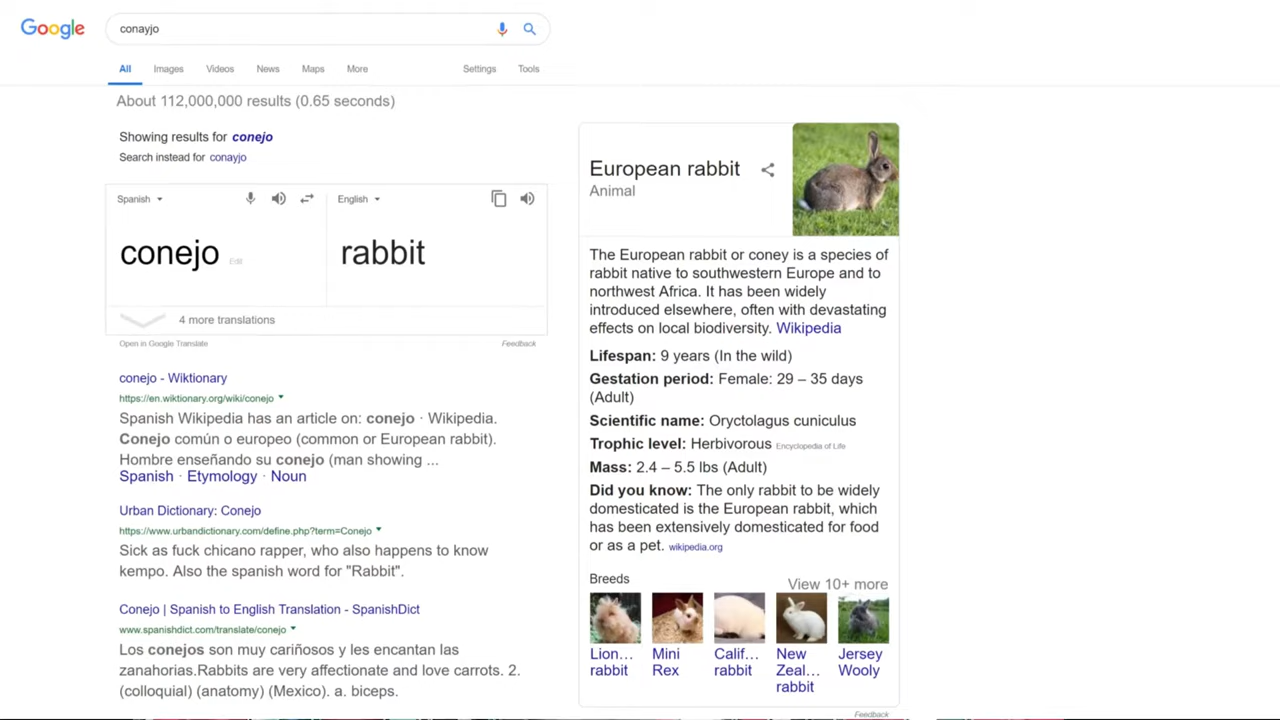 Google
conayjo
All Images Videos News Maps More Settings Tools
About 112,000,000 results (0.65 seconds)
Showing results for conejo
Search instead for conayjo
Spanish English
conejo Edit rabbit
4 more translations
Open in Google Translate Feedback
conejo - Wiktionary
https://en.wiktionary.org/wiki/conejo
Spanish Wikipedia has an article on: conejo · Wikipedia.
Conejo común o europeo (common or European rabbit).
Hombre enseñando su conejo (man showing ...
Spanish · Etymology · Noun
Urban Dictionary: Conejo
https://www.urbandictionary.com/define.php?term=Conejo
Sick as fuck chicano rapper, who also happens to know
kempo. Also the spanish word for "Rabbit".
Conejo | Spanish to English Translation - SpanishDict
www.spanishdict.com/translate/conejo
Los conejos son muy cariñosos y les encantan las
zanahorias.Rabbits are very affectionate and love carrots. 2.
(colloquial) (anatomy) (Mexico). a. biceps.
European rabbit
Animal
The European rabbit or coney is a species of
rabbit native to southwestern Europe and to
northwest Africa. It has been widely
introduced elsewhere, often with devastating
effects on local biodiversity. Wikipedia
Lifespan: 9 years (In the wild)
Gestation period: Female: 29 – 35 days
(Adult)
Scientific name: Oryctolagus cuniculus
Trophic level: Herbivorous Encyclopedia of Life
Mass: 2.4 – 5.5 lbs (Adult)
Did you know: The only rabbit to be widely
domesticated is the European rabbit, which
has been extensively domesticated for food
or as a pet. wikipedia.org
Breeds View 10+ more
Lion... Mini Calif... New Jersey
rabbit Rex rabbit Zeal... Wooly
rabbit
Feedback